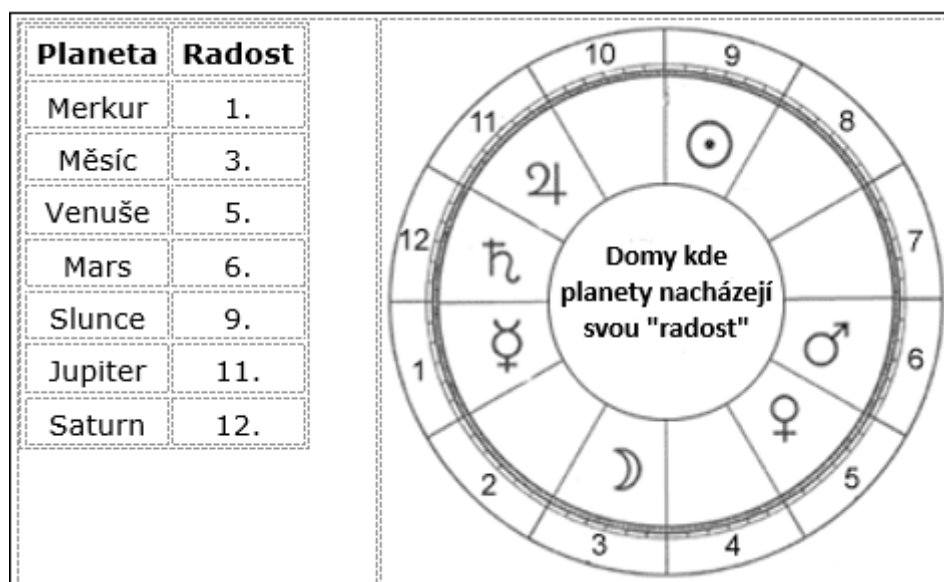 Planeta Radost
Merkur 1.
Měsíc 3.
Venuše 5.
Mars 6.
Slunce 9.
Jupiter 11.
Saturn 12.
10 9
11 8
12 7
Domy kde
planety nacházejí
svou "radost"
1 6
2 5
3 4